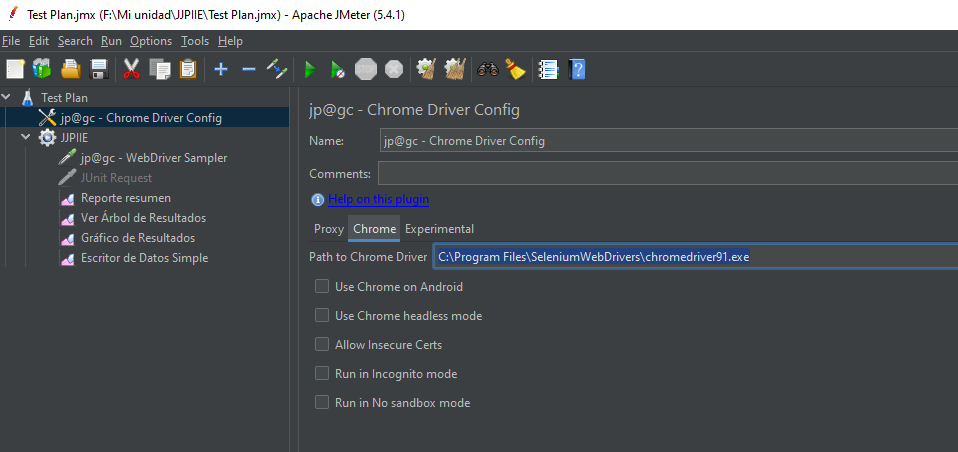 Test Plan.jmx (F:\Mi unidad\JJPIIE\Test Plan.jmx) - Apache JMeter (5.4.1)
File Edit Search Run Options Tools Help
Test Plan
jp@gc - Chrome Driver Config
JJPIIE
jp@gc - WebDriver Sampler
JUnit Request
Reporte resumen
Ver Árbol de Resultados
Gráfico de Resultados
Escritor de Datos Simple
jp@gc - Chrome Driver Config
Name: jp@gc - Chrome Driver Config
Comments:
Help on this plugin
Proxy Chrome Experimental
Path to Chrome Driver C:\Program Files\SeleniumWebDrivers\chromedriver91.exe
Use Chrome on Android
Use Chrome headless mode
Allow Insecure Certs
Run in Incognito mode
Run in No sandbox mode